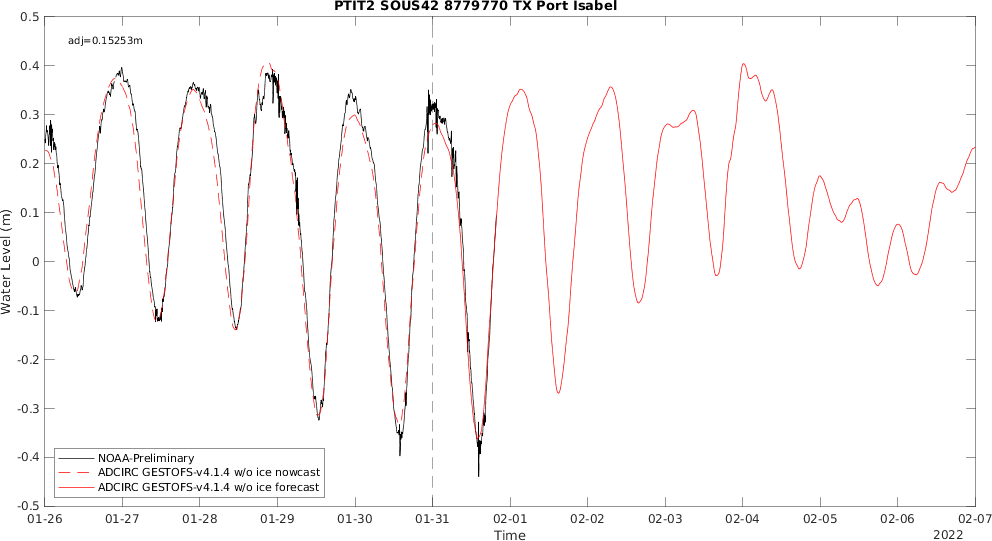 PTIT2 SOUS42 8779770 TX Port Isabel
adj=0.15253m
0.5
0.4
0.3
0.2
0.1
0
-0.1
-0.2
-0.3
-0.4
-0.5
Water Level (m)
NOAA-Preliminary
ADCIRC GESTOFS-v4.1.4 w/o ice nowcast
ADCIRC GESTOFS-v4.1.4 w/o ice forecast
01-26 01-27 01-28 01-29 01-30 01-31 02-01 02-02 02-03 02-04 02-05 02-06 02-07
Time
2022